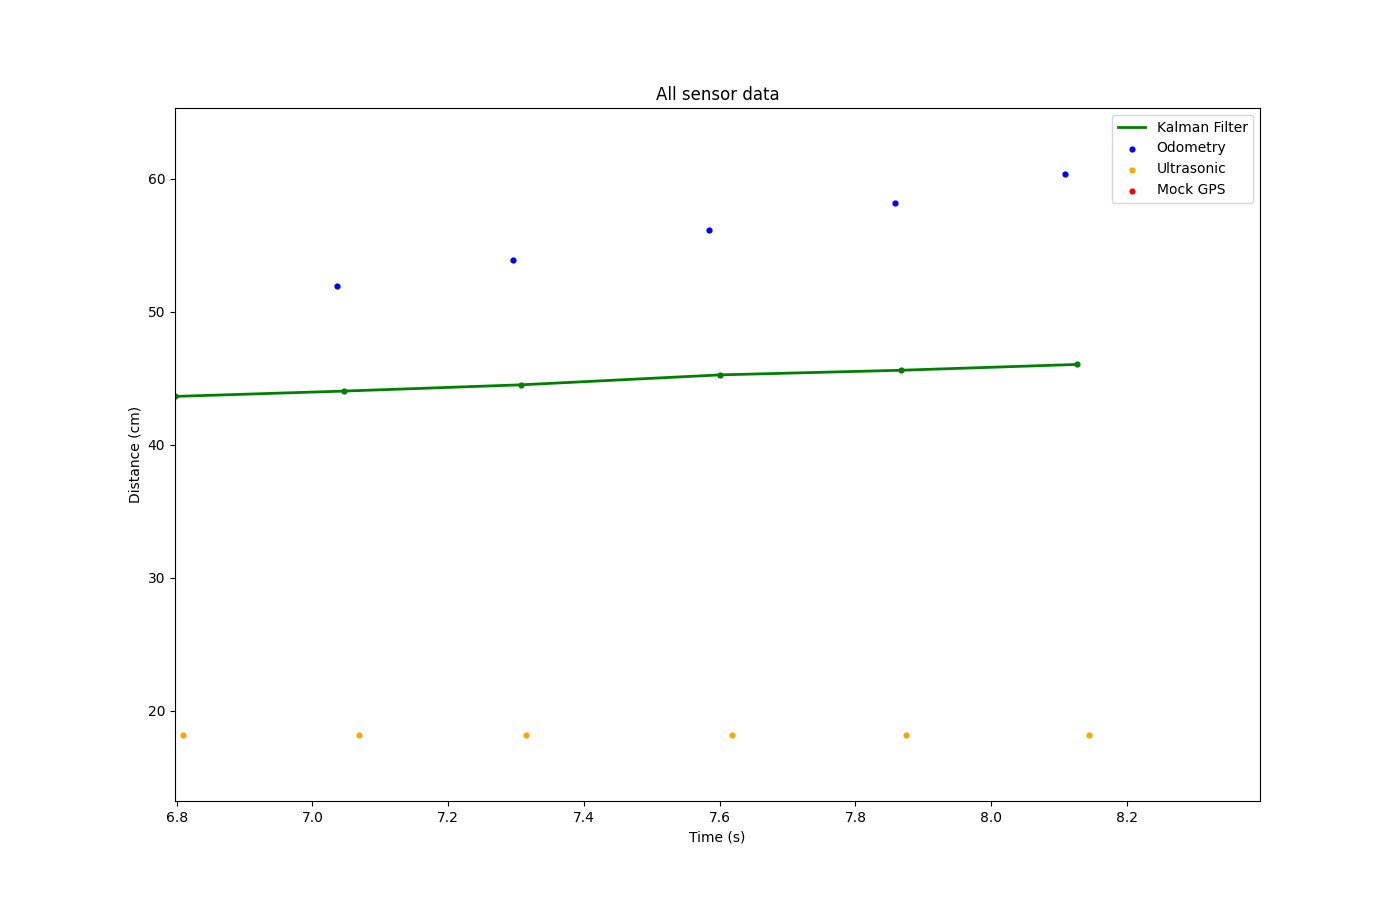 All sensor data
Kalman Filter
Odometry
Ultrasonic
Mock GPS
60
50
40
30
20
Distance (cm)
6.8 7.0 7.2 7.4 7.6 7.8 8.0 8.2
Time (s)